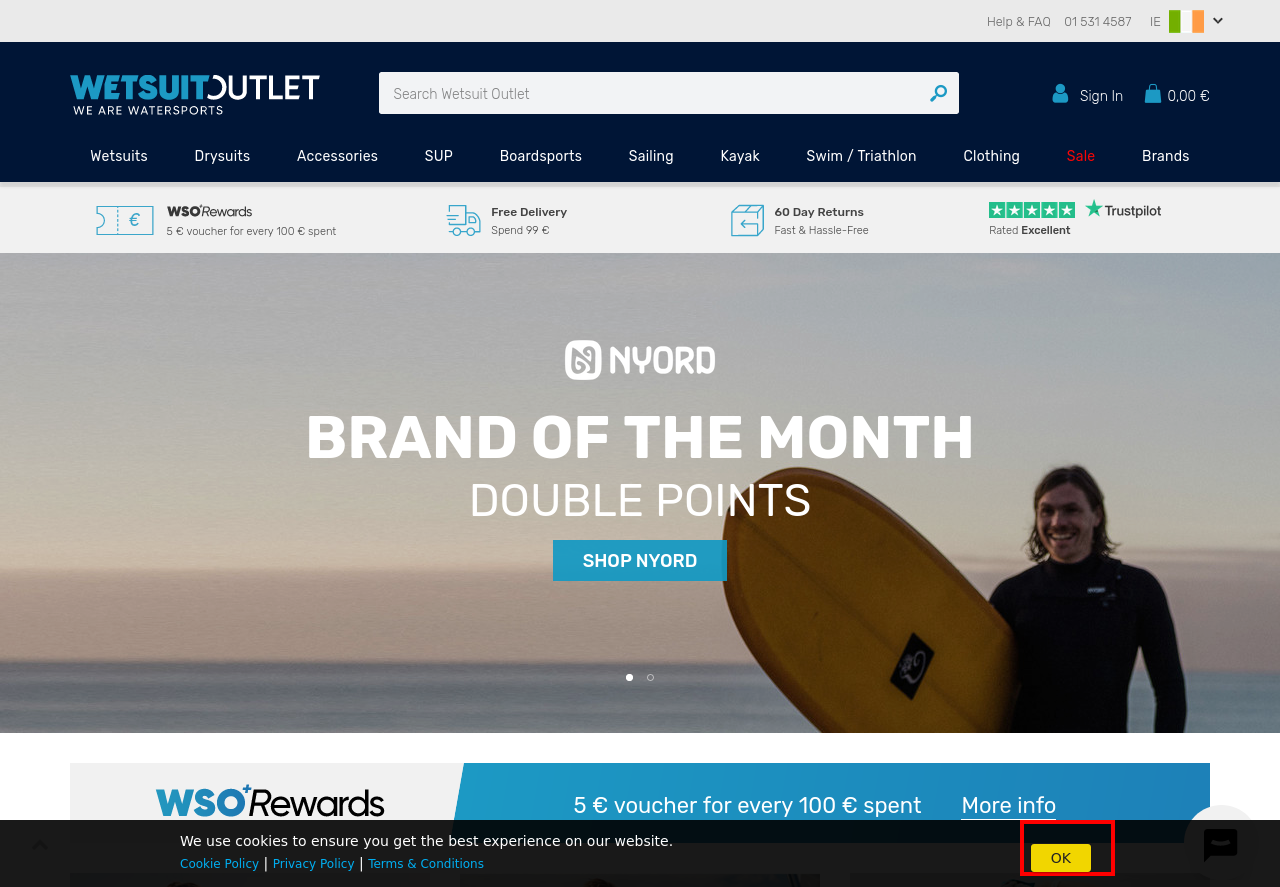 Help & FAQ 01 531 4587 IE
WETSUIT OUTLET
WE ARE WATERSPORTS
Search Wetsuit Outlet
Sign In 0,00 €
Wetsuits Drysuits Accessories SUP Boardsports Sailing Kayak Swim / Triathlon Clothing Sale Brands
€
WSO+Rewards
5 € voucher for every 100 € spent
Free Delivery
Spend 99 €
60 Day Returns
Fast & Hassle-Free
Trustpilot
Rated Excellent
NYORD
BRAND OF THE MONTH
DOUBLE POINTS
SHOP NYORD
WSO+Rewards
5 € voucher for every 100 € spent More info
We use cookies to ensure you get the best experience on our website.
Cookie Policy | Privacy Policy | Terms & Conditions
OK